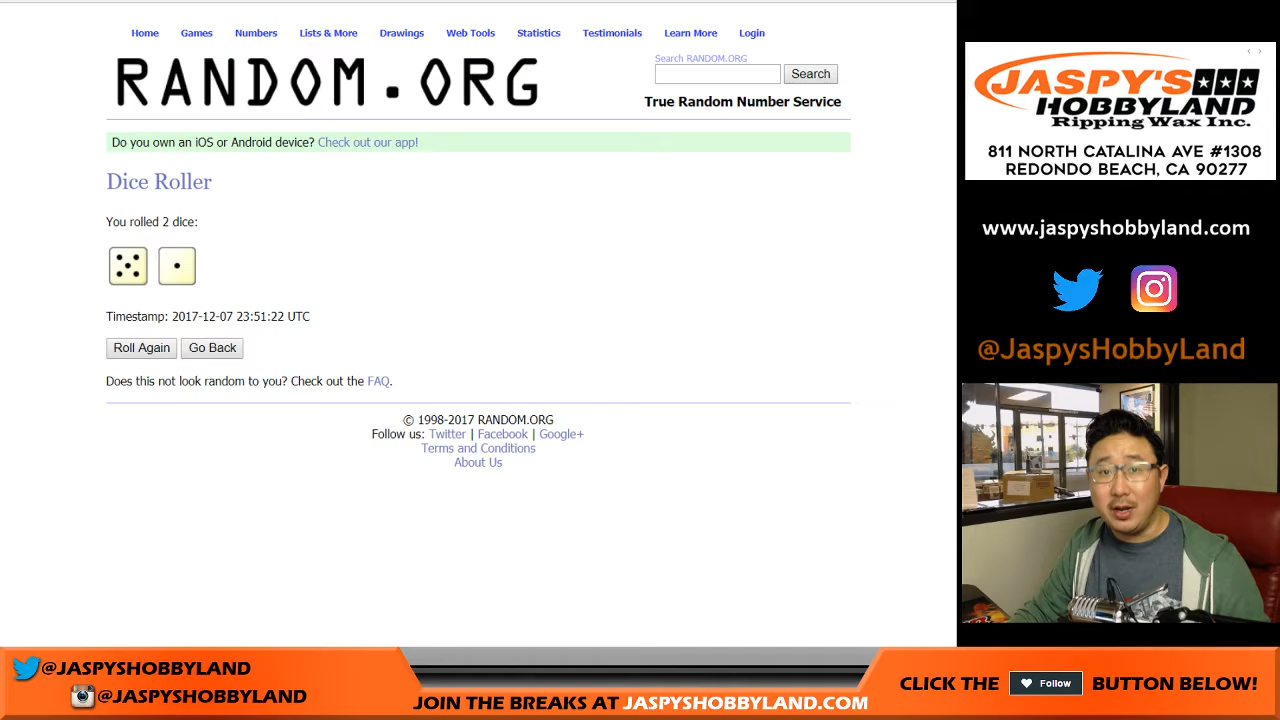 Home Games Numbers Lists & More Drawings Web Tools Statistics Testimonials Learn More Login
RANDOM.ORG
Search RANDOM.ORG
Search
True Random Number Service
Do you own an iOS or Android device? Check out our app!
Dice Roller
You rolled 2 dice:
Timestamp: 2017-12-07 23:51:22 UTC
Roll Again Go Back
Does this not look random to you? Check out the FAQ.
© 1998-2017 RANDOM.ORG
Follow us: Twitter | Facebook | Google+
Terms and Conditions
About Us
JASPY'S
HOBBYLAND
Ripping Wax Inc.
811 NORTH CATALINA AVE #1308
REDONDO BEACH, CA 90277
www.jaspyshobbyland.com
@JaspysHobbyLand
@JASPYSHOBBYLAND
@JASPYSHOBBYLAND
JOIN THE BREAKS AT JASPYSHOBBYLAND.COM
CLICK THE Follow BUTTON BELOW!